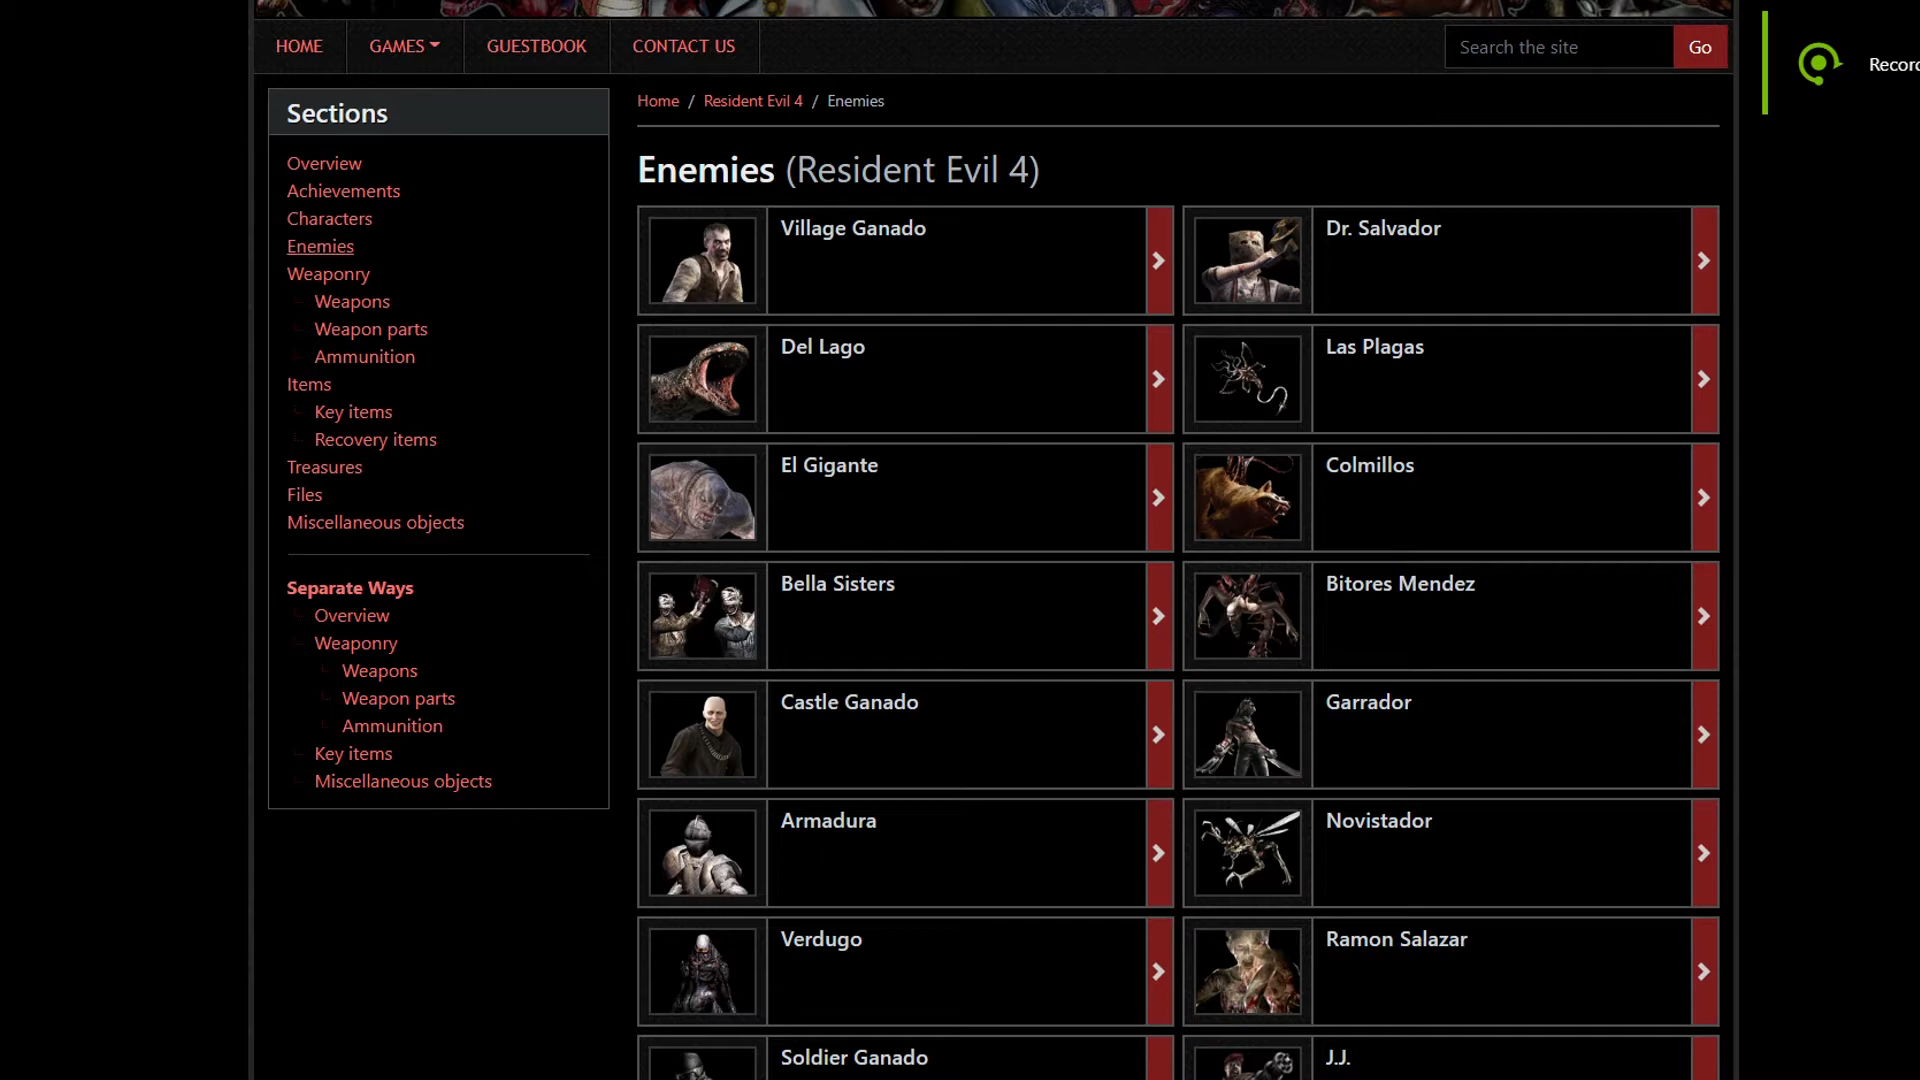 HOME
GAMES
GUESTBOOK
CONTACT US
Search the site
Go
Sections
Overview
Achievements
Characters
Enemies
Weaponry
Weapons
Weapon parts
Ammunition
Items
Key items
Recovery items
Treasures
Files
Miscellaneous objects
Separate Ways
Overview
Weaponry
Weapons
Weapon parts
Ammunition
Key items
Miscellaneous objects
Home / Resident Evil 4 / Enemies
Enemies (Resident Evil 4)
Village Ganado
Dr. Salvador
Del Lago
Las Plagas
El Gigante
Colmillos
Bella Sisters
Bitores Mendez
Castle Ganado
Garrador
Armadura
Novistador
Verdugo
Ramon Salazar
Soldier Ganado
J.J.